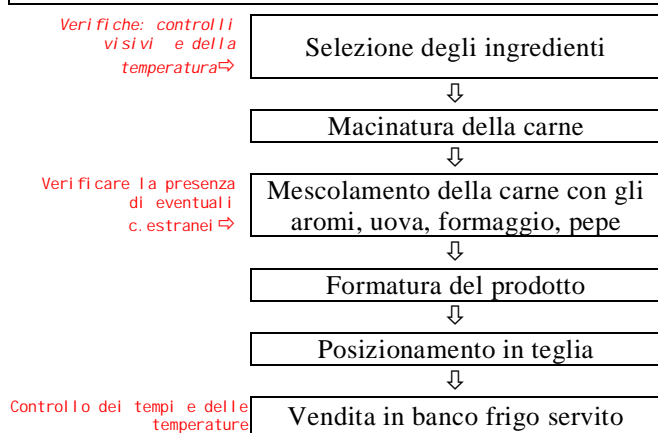 Verifiche: controlli
visivi e della
temperatura⇨
Selezione degli ingredienti
⇩
Macinatura della carne
⇩
Verificare la presenza
di eventuali
c. estranei ⇨
Mescolamento della carne con gli
aromi, uova, formaggio, pepe
⇩
Formatura del prodotto
⇩
Posizionamento in teglia
⇩
Controllo dei tempi e delle
temperature
Vendita in banco frigo servito